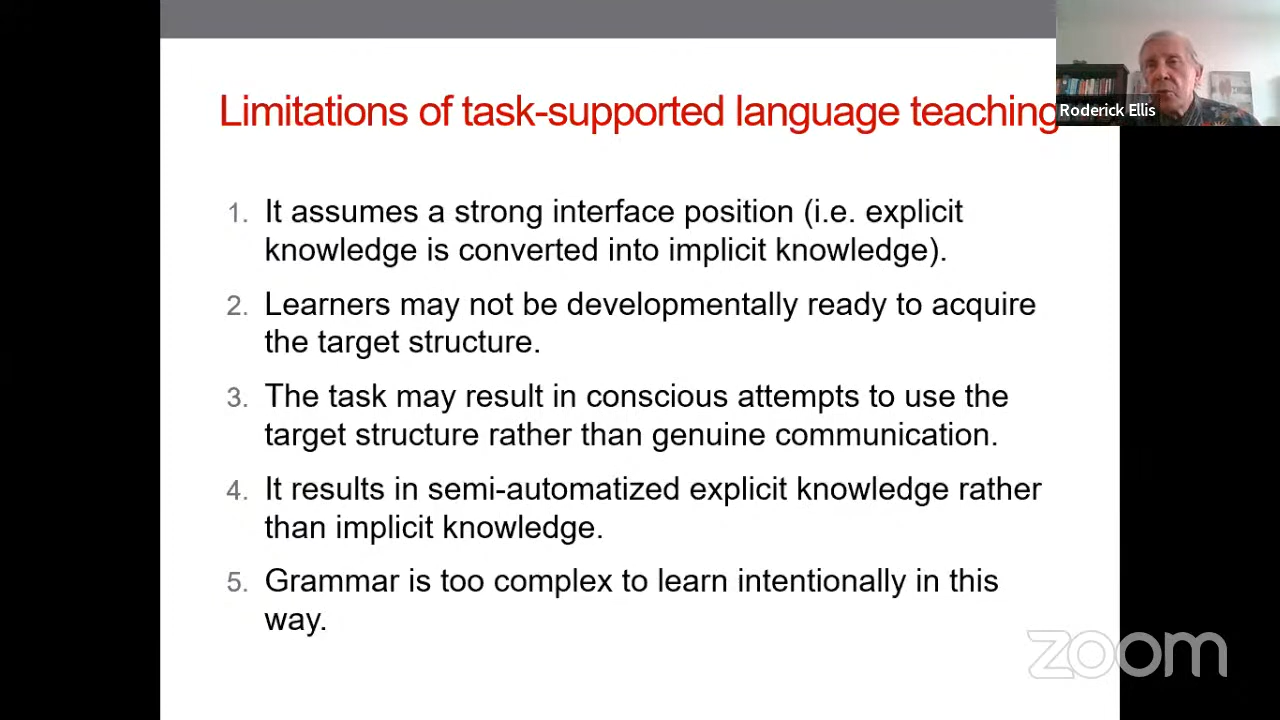 Limitations of task-supported language teaching
Roderick Ellis
1. It assumes a strong interface position (i.e. explicit
knowledge is converted into implicit knowledge).
2. Learners may not be developmentally ready to acquire
the target structure.
3. The task may result in conscious attempts to use the
target structure rather than genuine communication.
4. It results in semi-automatized explicit knowledge rather
than implicit knowledge.
5. Grammar is too complex to learn intentionally in this
way.
zoom